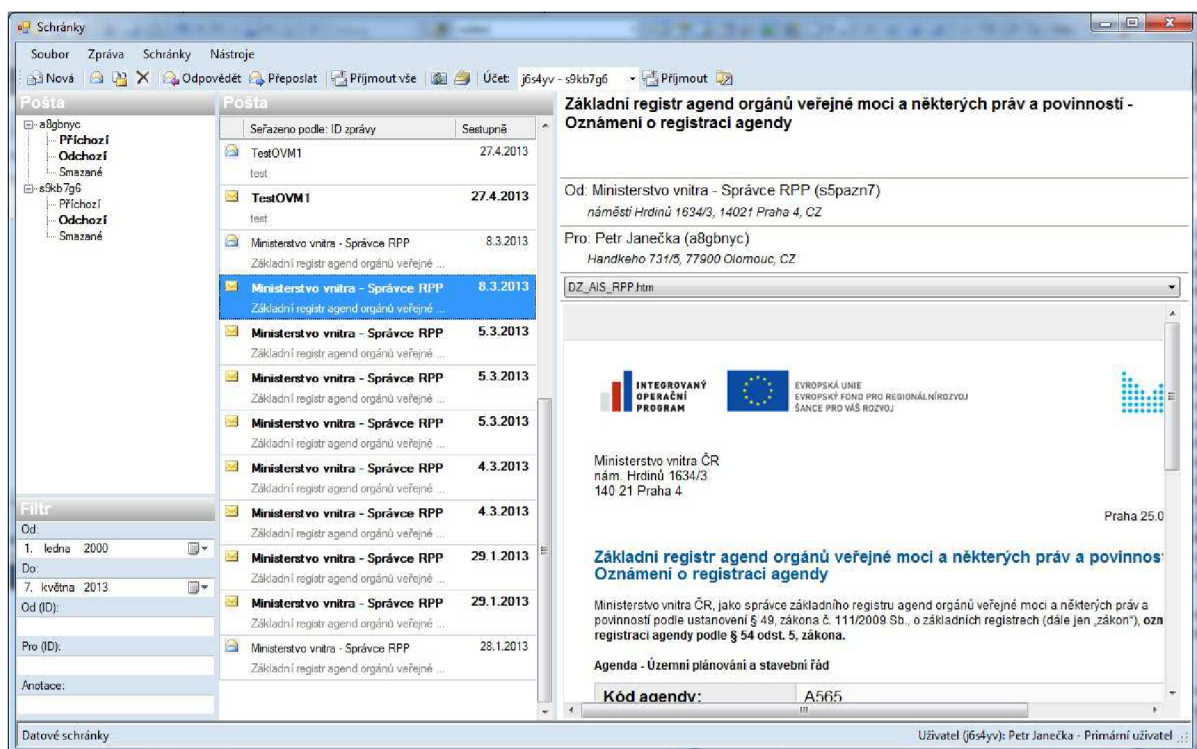 Schránky
Soubor Zpráva Schránky Nástroje
Nová Odpovědět Přeposlat Příjmout vše Účet: j6s4yv - s9kb7g6 Příjmout
Pošta
a8gbnyc
Příchozí
Odchozí
Smazané
s9kb7g6
Příchozí
Odchozí
Smazané
Filtr
Od:
1. ledna 2000
Do:
7. května 2013
Od (ID):
Pro (ID):
Anotace:
Pošta
Seřazeno podle: ID zprávy Sestupně
TestOVM1 27.4.2013
test
TestOVM1 27.4.2013
test
Ministerstvo vnitra - Správce RPP 8.3.2013
Základní registr agend orgánů veřejné ...
Ministerstvo vnitra - Správce RPP 8.3.2013
Základní registr agend orgánů veřejné ...
Ministerstvo vnitra - Správce RPP 5.3.2013
Základní registr agend orgánů veřejné ...
Ministerstvo vnitra - Správce RPP 5.3.2013
Základní registr agend orgánů veřejné ...
Ministerstvo vnitra - Správce RPP 5.3.2013
Základní registr agend orgánů veřejné ...
Ministerstvo vnitra - Správce RPP 4.3.2013
Základní registr agend orgánů veřejné ...
Ministerstvo vnitra - Správce RPP 4.3.2013
Základní registr agend orgánů veřejné ...
Ministerstvo vnitra - Správce RPP 29.1.2013
Základní registr agend orgánů veřejné ...
Ministerstvo vnitra - Správce RPP 29.1.2013
Základní registr agend orgánů veřejné ...
Ministerstvo vnitra - Správce RPP 28.1.2013
Základní registr agend orgánů veřejné ...
Základní registr agend orgánů veřejné moci a některých práv a povinností -
Oznámení o registraci agendy
Od: Ministerstvo vnitra - Správce RPP (s5pazn7)
náměstí Hrdinů 1634/3, 14021 Praha 4, CZ
Pro: Petr Janečka (a8gbnyc)
Handkeho 731/5, 77900 Olomouc, CZ
DZ_AIS_RPP.htm
INTEGROVANÝ
OPERAČNÍ
PROGRAM
EVROPSKÁ UNIE
EVROPSKÝ FOND PRO REGIONÁLNÍROZVOJ
ŠANCE PRO VÁŠ ROZVOJ
Ministerstvo vnitra ČR
nám. Hrdinů 1634/3
140 21 Praha 4
Praha 25.0
Základní registr agend orgánů veřejné moci a některých práv a povinnos
Oznámení o registraci agendy
Ministerstvo vnitra ČR, jako správce základního registru agend orgánů veřejné moci a některých práv a
povinností podle ustanovení § 49, zákona č. 111/2009 Sb., o základních registrech (dále jen „zákon"), ozn
registraci agendy podle § 54 odst. 5, zákona.
Agenda - Územní plánování a stavební řád
Kód agendy: A565
Datové schránky Uživatel (j6s4yv): Petr Janečka - Primární uživatel